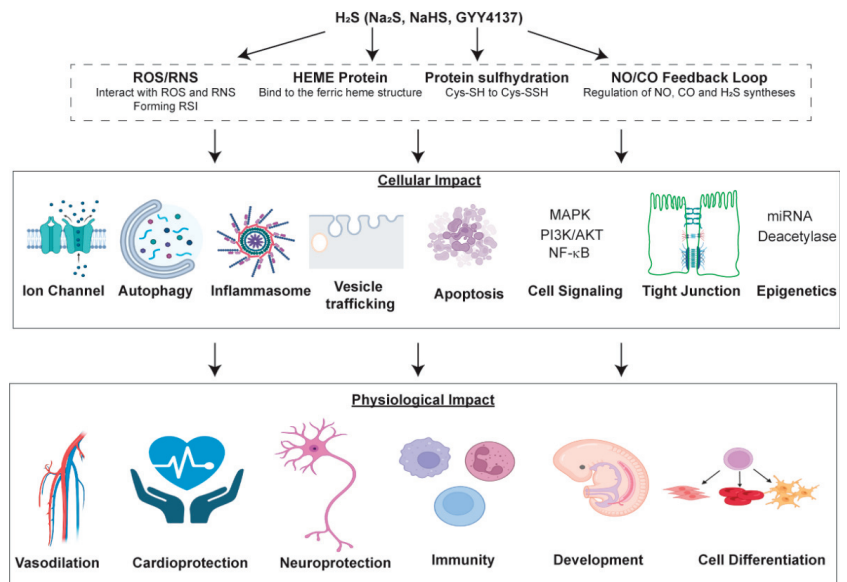 H₂S (Na₂S, NaHS, GYY4137)
ROS/RNS
Interact with ROS and RNS
Forming RSI
HEME Protein
Bind to the ferric heme structure
Protein sulfhydration
Cys-SH to Cys-SSH
NO/CO Feedback Loop
Regulation of NO, CO and H₂S syntheses
Cellular Impact
Ion Channel
Autophagy
Inflammasome
Vesicle
trafficking
Apoptosis
MAPK
PI3K/AKT
NF-κB
Cell Signaling
Tight Junction
miRNA
Deacetylase
Epigenetics
Physiological Impact
Vasodilation
Cardioprotection
Neuroprotection
Immunity
Development
Cell Differentiation